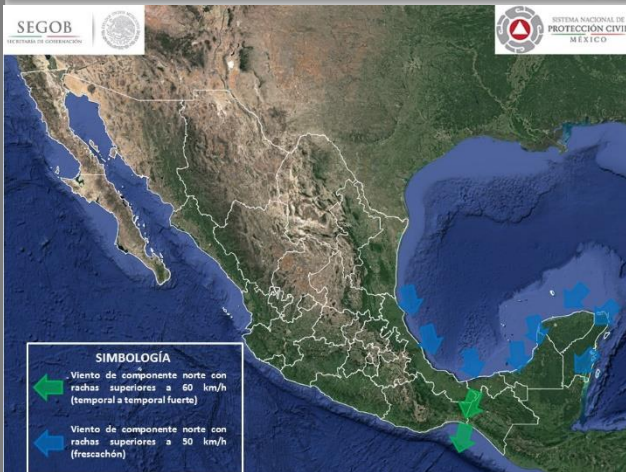 SEGOB
SECRETARÍA DE GOBERNACIÓN
SISTEMA NACIONAL DE
PROTECCIÓN CIVIL
MÉXICO
SIMBOLOGÍA
Viento de componente norte con
rachas superiores a 60 km/h
(temporal a temporal fuerte)
Viento de componente norte con
rachas superiores a 50 km/h
(frescachón)